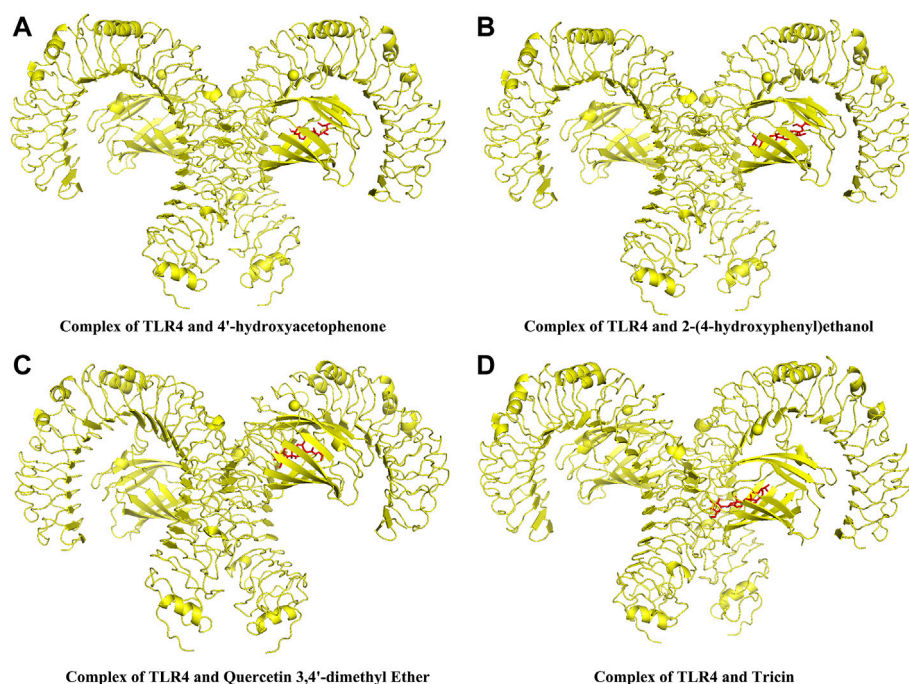 A
B
Complex of TLR4 and 4'-hydroxyacetophenone
Complex of TLR4 and 2-(4-hydroxyphenyl)ethanol
C
D
Complex of TLR4 and Quercetin 3,4'-dimethyl Ether
Complex of TLR4 and Tricin